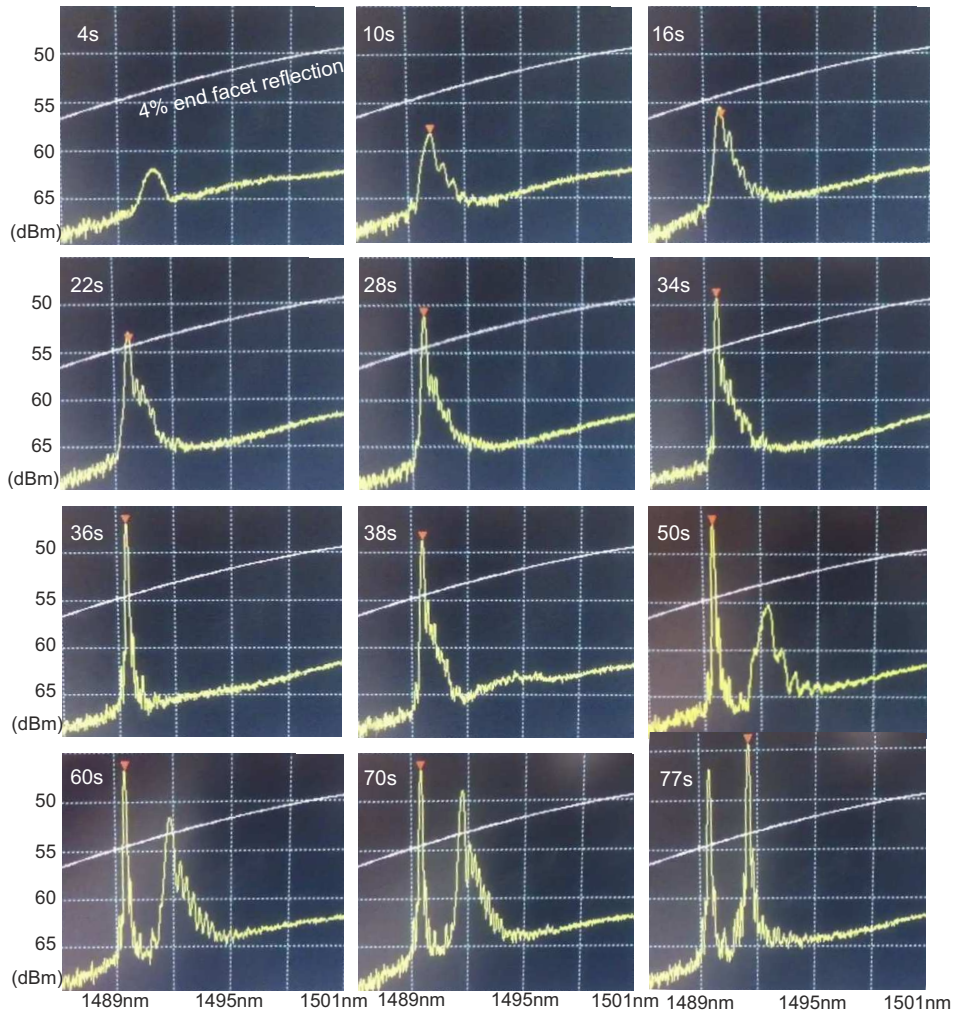 4s 10s 16s
50
4% end facet reflection
55
60
65
(dBm)
22s 28s 34s
50
55
60
65
(dBm)
36s 38s 50s
50
55
60
65
(dBm)
60s 70s 77s
50
55
60
65
(dBm)
1489nm 1495nm 1501nm 1489nm 1495nm 1501nm 1489nm 1495nm 1501nm